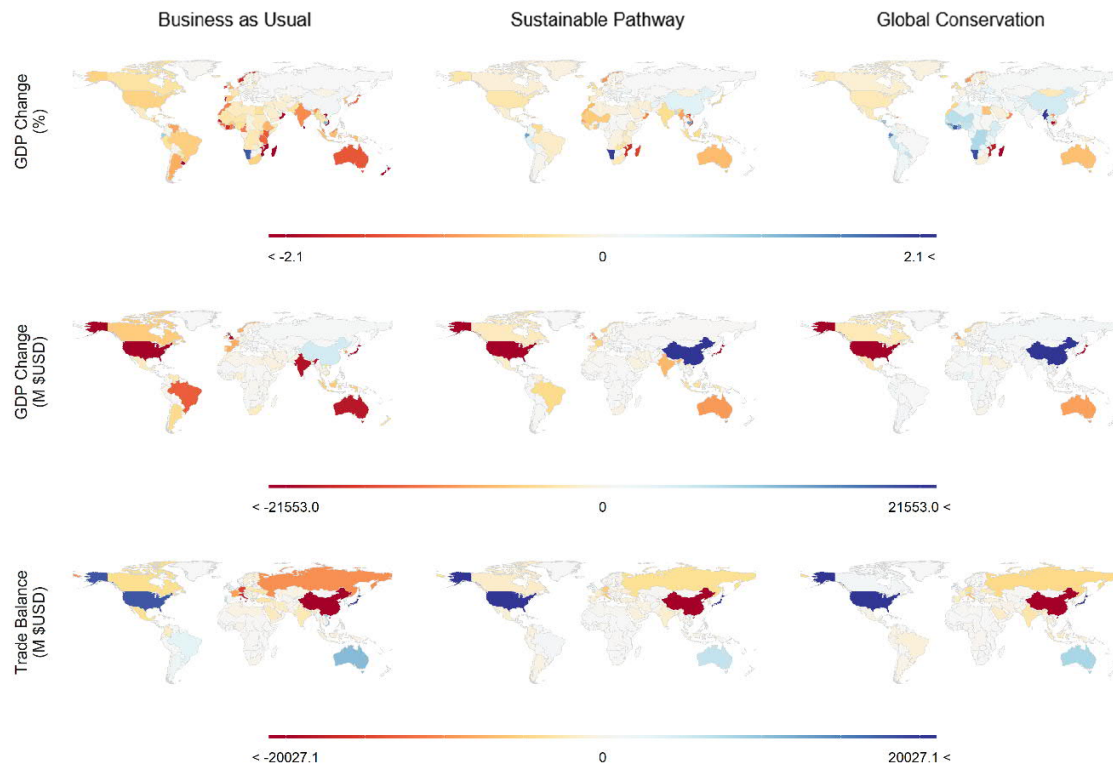 Business as Usual
Sustainable Pathway
Global Conservation
GDP Change
(%)
< -2.1
0
2.1 <
GDP Change
(M $USD)
< -21553.0
0
21553.0 <
Trade Balance
(M $USD)
< -20027.1
0
20027.1 <